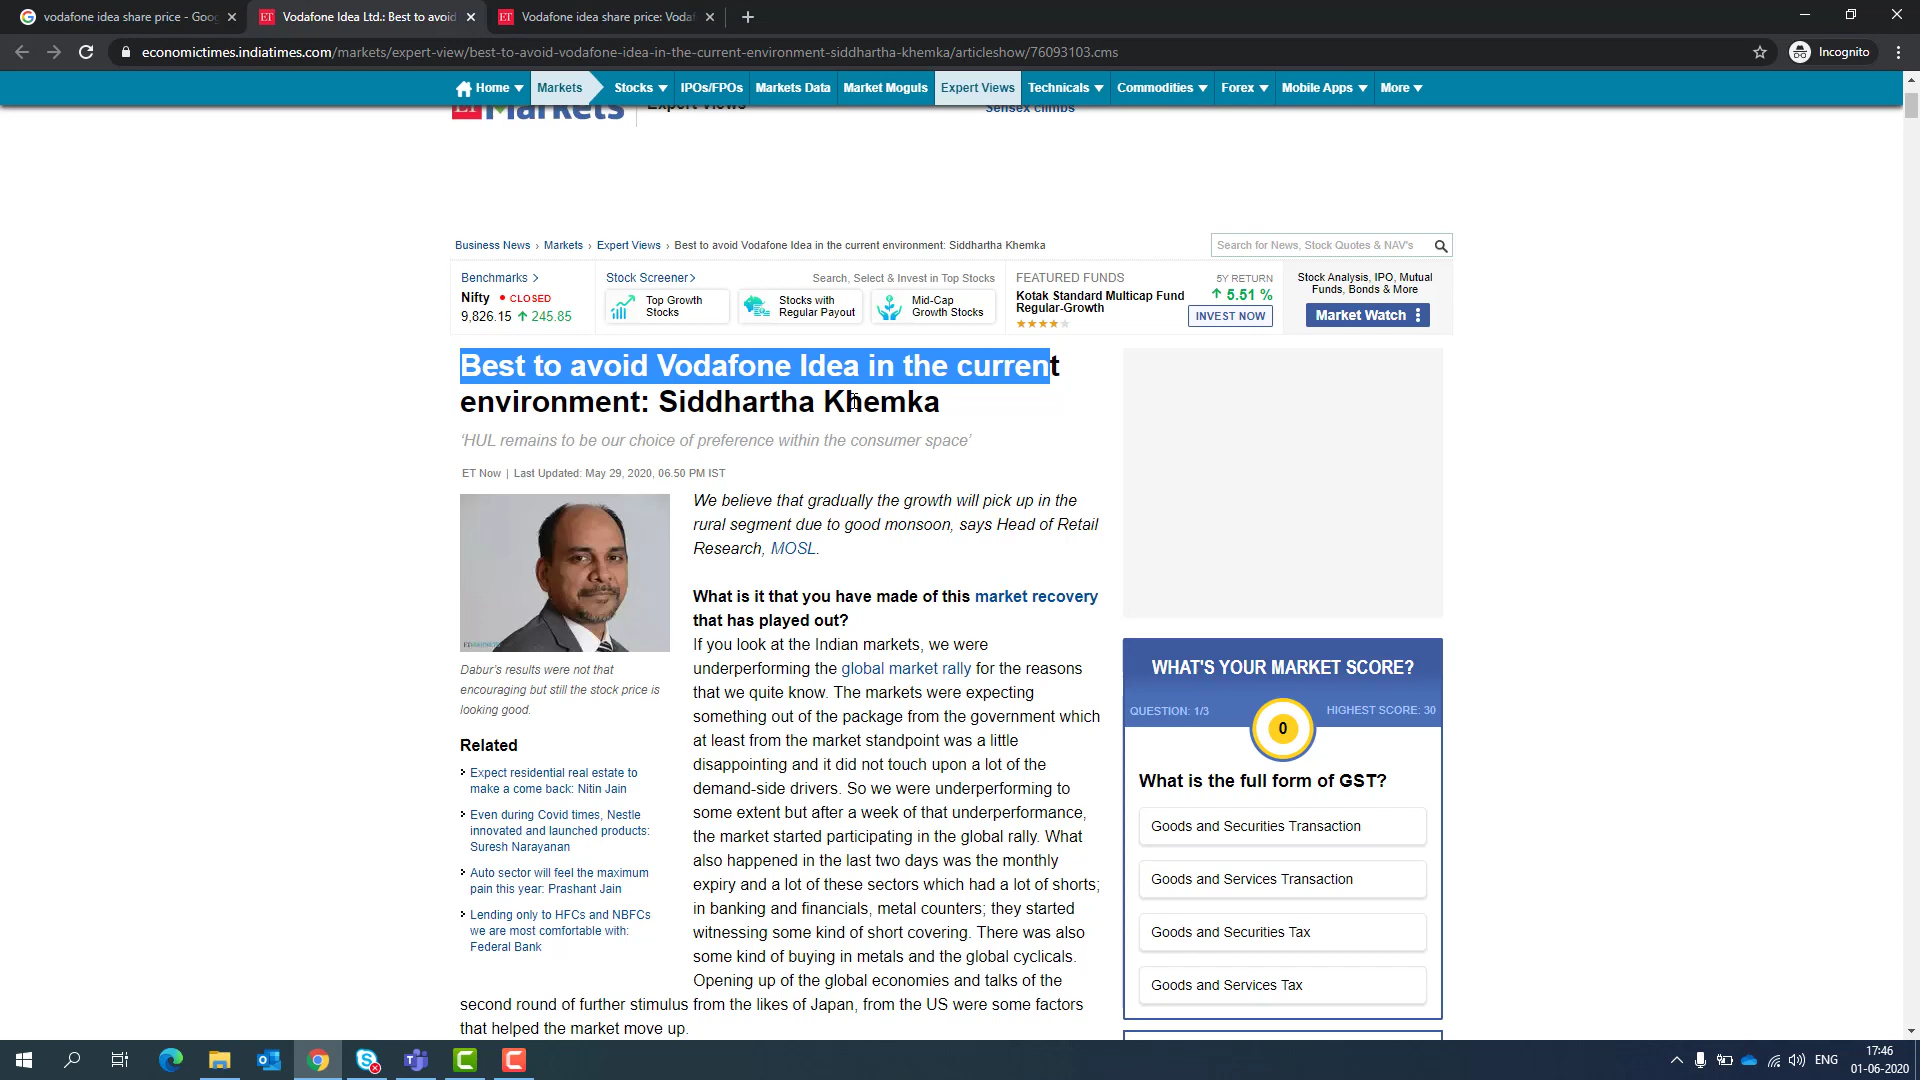 vodafone idea share price - Goog
Vodafone Idea Ltd.: Best to avoid
Vodafone idea share price: Vodaf
economictimes.indiatimes.com/markets/expert-view/best-to-avoid-vodafone-idea-in-the-current-environment-siddhartha-khemka/articleshow/76093103.cms
Incognito
Home Markets Stocks IPOs/FPOs Markets Data Market Moguls Expert Views Technicals Commodities Forex Mobile Apps More
ET Markets Expert Views Sensex climbs
Business News › Markets › Expert Views › Best to avoid Vodafone Idea in the current environment: Siddhartha Khemka
Search for News, Stock Quotes & NAV's
Benchmarks >
Nifty • CLOSED
9,826.15 ↑ 245.85
Stock Screener>
Search, Select & Invest in Top Stocks
Top Growth
Stocks
Stocks with
Regular Payout
Mid-Cap
Growth Stocks
FEATURED FUNDS
Kotak Standard Multicap Fund
Regular-Growth
★★★★★
5Y RETURN
↑ 5.51 %
INVEST NOW
Stock Analysis, IPO, Mutual
Funds, Bonds & More
Market Watch
Best to avoid Vodafone Idea in the current
environment: Siddhartha Khemka
‘HUL remains to be our choice of preference within the consumer space’
ET Now | Last Updated: May 29, 2020, 06.50 PM IST
Dabur's results were not that
encouraging but still the stock price is
looking good.
Related
Expect residential real estate to
make a come back: Nitin Jain
Even during Covid times, Nestle
innovated and launched products:
Suresh Narayanan
Auto sector will feel the maximum
pain this year: Prashant Jain
Lending only to HFCs and NBFCs
we are most comfortable with:
Federal Bank
We believe that gradually the growth will pick up in the
rural segment due to good monsoon, says Head of Retail
Research, MOSL.
What is it that you have made of this market recovery
that has played out?
If you look at the Indian markets, we were
underperforming the global market rally for the reasons
that we quite know. The markets were expecting
something out of the package from the government which
at least from the market standpoint was a little
disappointing and it did not touch upon a lot of the
demand-side drivers. So we were underperforming to
some extent but after a week of that underperformance,
the market started participating in the global rally. What
also happened in the last two days was the monthly
expiry and a lot of these sectors which had a lot of shorts;
in banking and financials, metal counters; they started
witnessing some kind of short covering. There was also
some kind of buying in metals and the global cyclicals.
Opening up of the global economies and talks of the
second round of further stimulus from the likes of Japan, from the US were some factors
that helped the market move up.
WHAT'S YOUR MARKET SCORE?
QUESTION: 1/3
0
HIGHEST SCORE: 30
What is the full form of GST?
Goods and Securities Transaction
Goods and Services Transaction
Goods and Securities Tax
Goods and Services Tax
ENG
17:46
01-06-2020